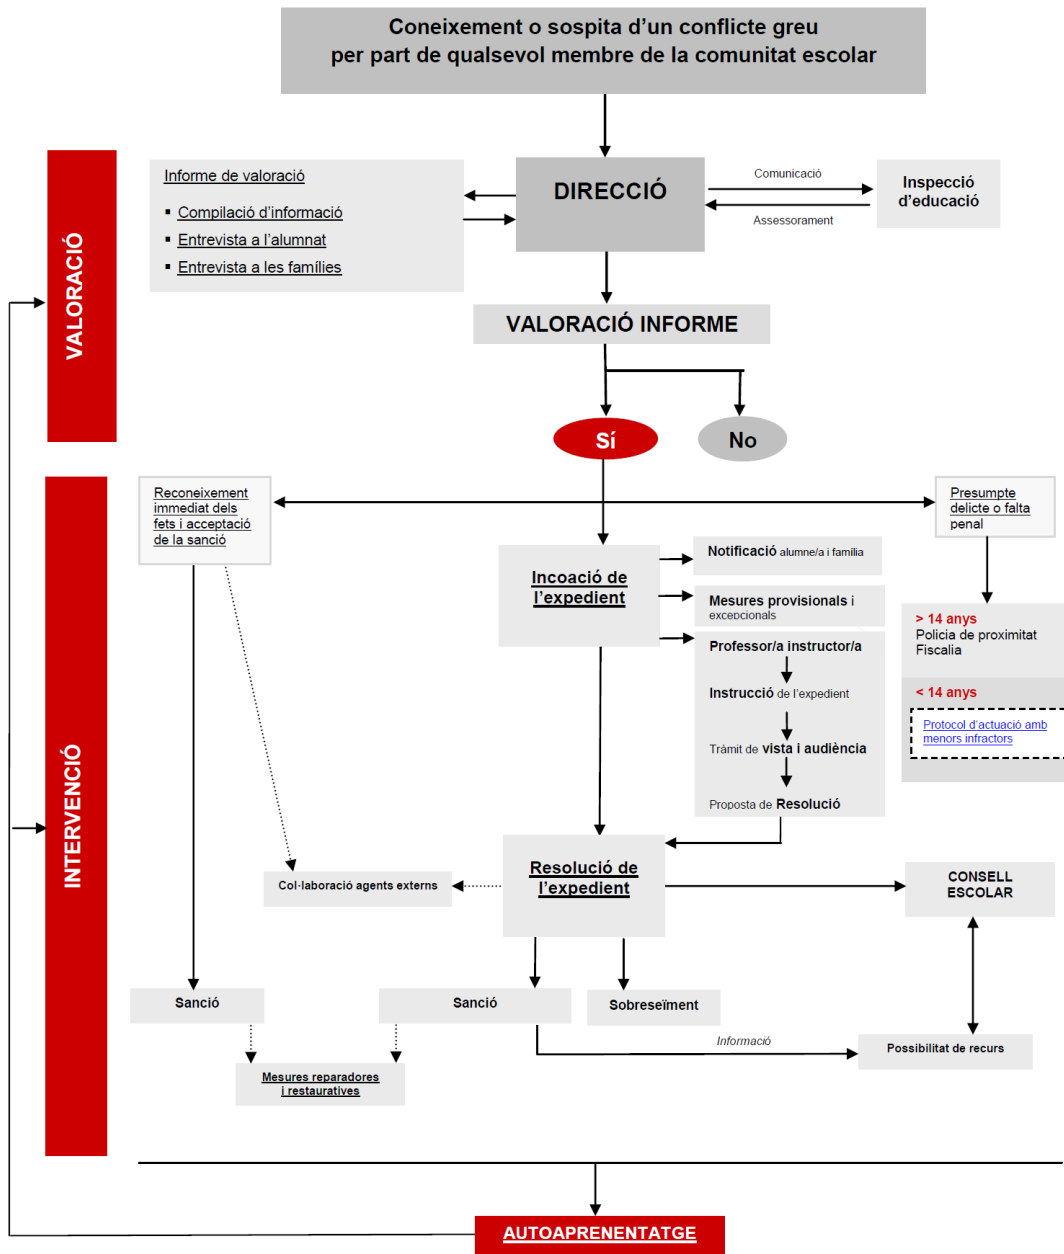 Coneixement o sospita d'un conflicte greu
per part de qualsevol membre de la comunitat escolar
VALORACIÓ
Informe de valoració
▪ Compilació d'informació
▪ Entrevista a l'alumnat
▪ Entrevista a les famílies
DIRECCIÓ
Comunicació
Assessorament
Inspecció
d'educació
VALORACIÓ INFORME
Sí
No
INTERVENCIÓ
Reconeixement
immediat dels
fets i acceptació
de la sanció
Presumpte
delicte o falta
penal
Incoació de
l'expedient
Notificació alumne/a i família
Mesures provisionals i
excepcionals
Professor/a instructor/a
Instrucció de l'expedient
Tràmit de vista i audiència
Proposta de Resolució
> 14 anys
Policia de proximitat
Fiscalia
< 14 anys
Protocol d'actuació amb
menors infractors
Resolució de
l'expedient
Col·laboració agents externs
CONSELL
ESCOLAR
Sanció
Sanció
Sobreseïment
Informació
Possibilitat de recurs
Mesures reparadores
i restauratives
AUTOAPRENENTATGE